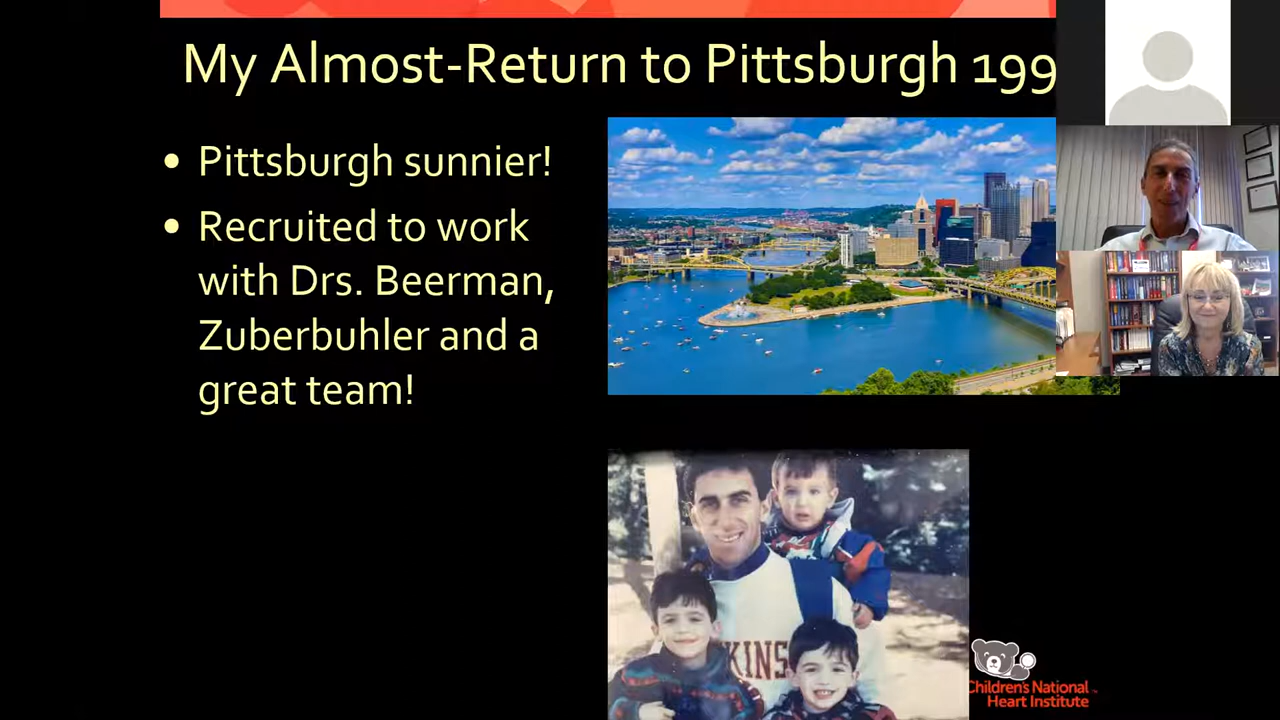 My Almost-Return to Pittsburgh 199
• Pittsburgh sunnier!
• Recruited to work
with Drs. Beerman,
Zuberbuhler and a
great team!
KINS
Children's National
Heart Institute